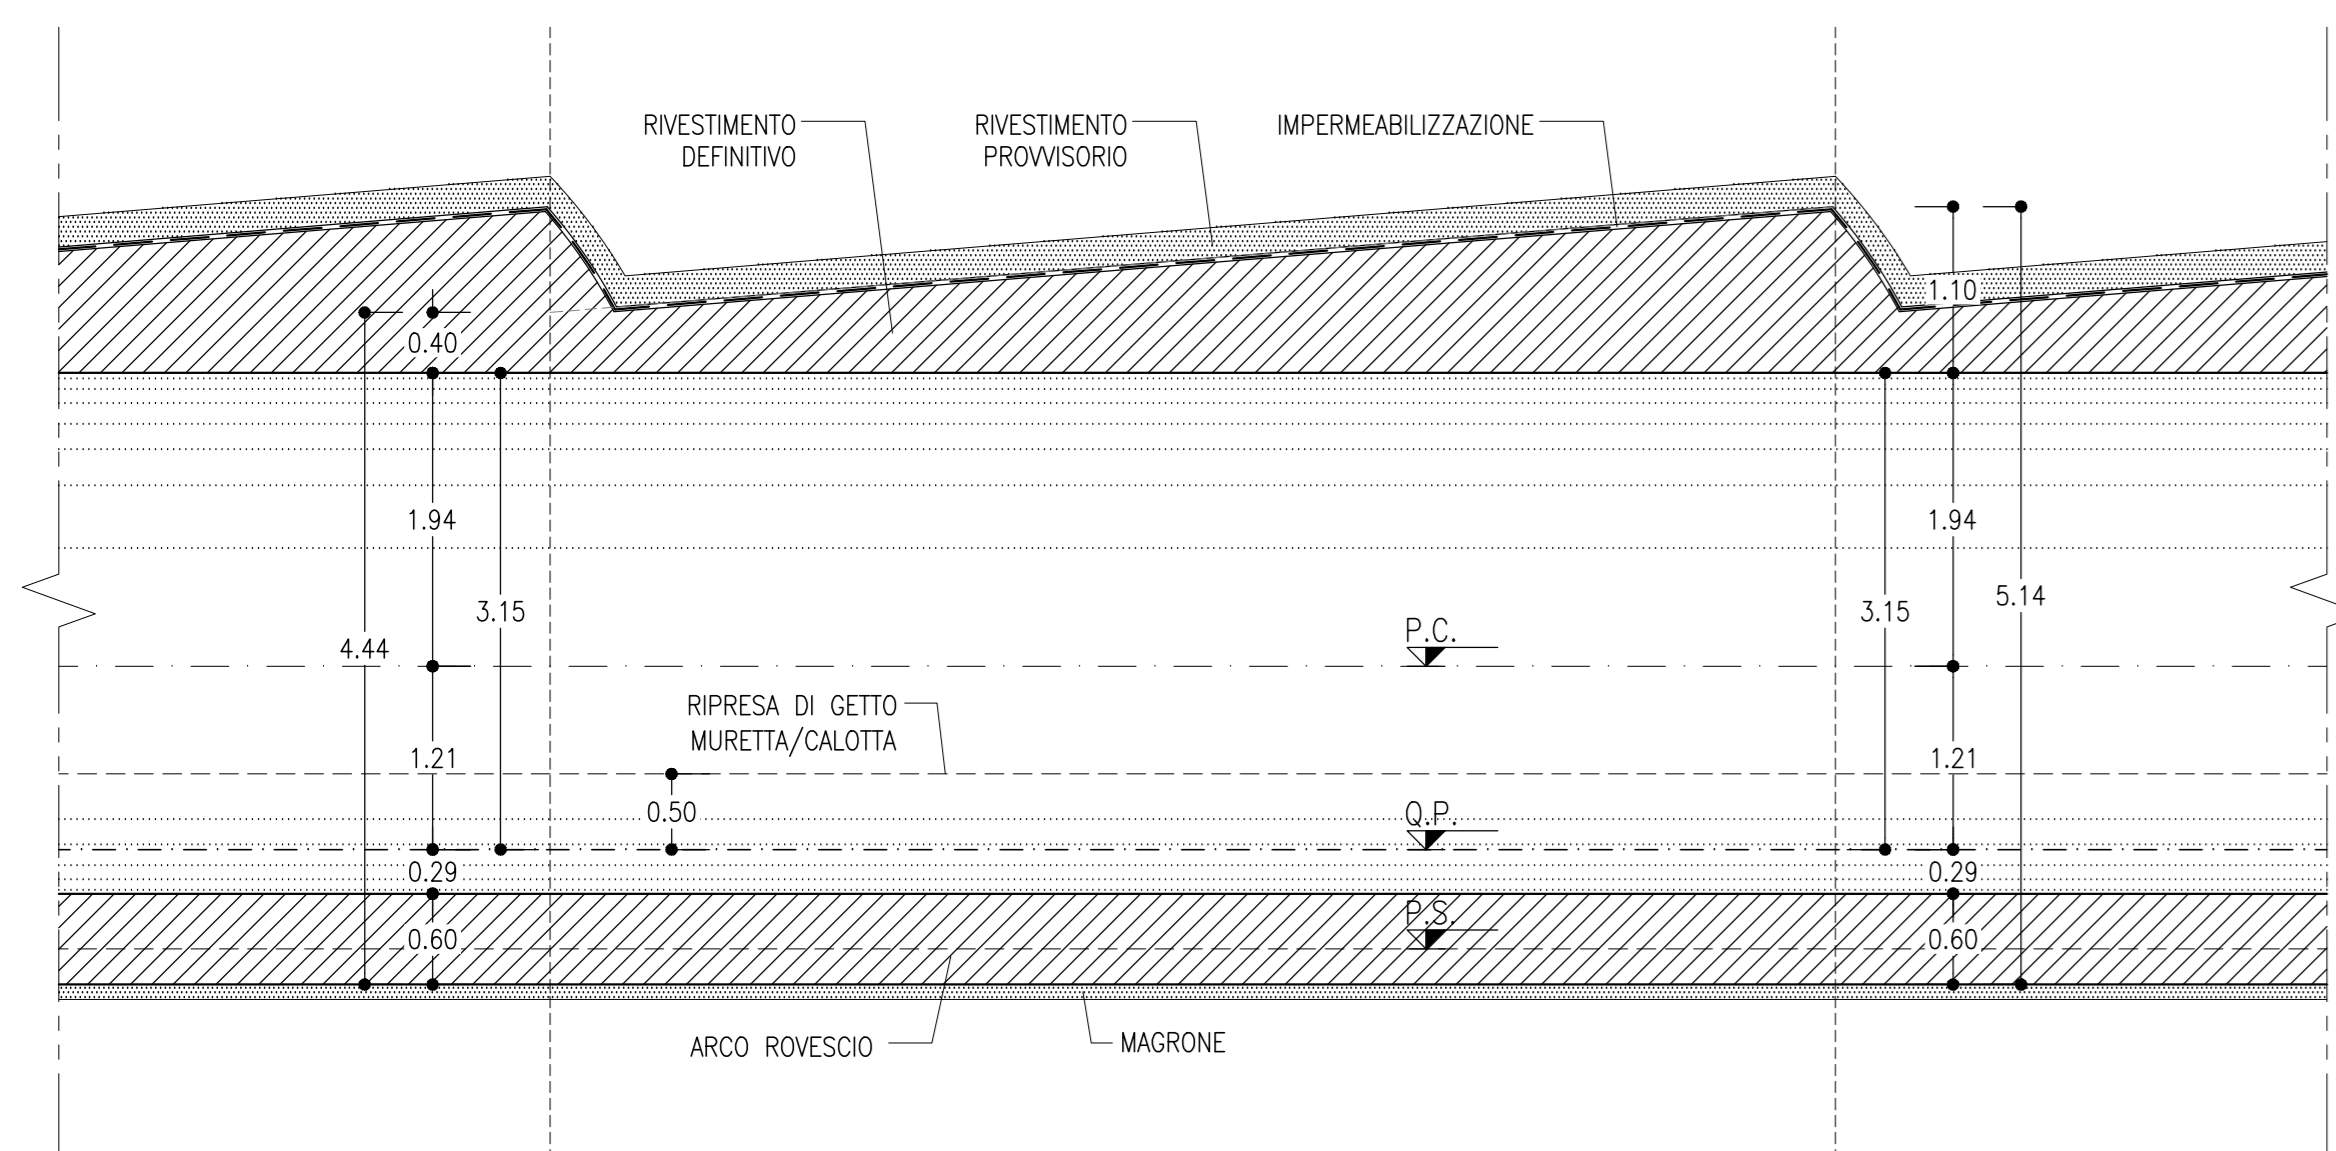 RIVESTIMENTO
DEFINITIVO
RIVESTIMENTO
PROVVISORIO
IMPERMEABILIZZAZIONE
1.10
0.40
1.94
1.94
3.15
3.15
5.14
4.44
P.C.
RIPRESA DI GETTO
MURETTA/CALOTTA
1.21
1.21
0.50
Q.P.
0.29
0.29
P.S.
0.60
0.60
ARCO ROVESCIO
MAGRONE